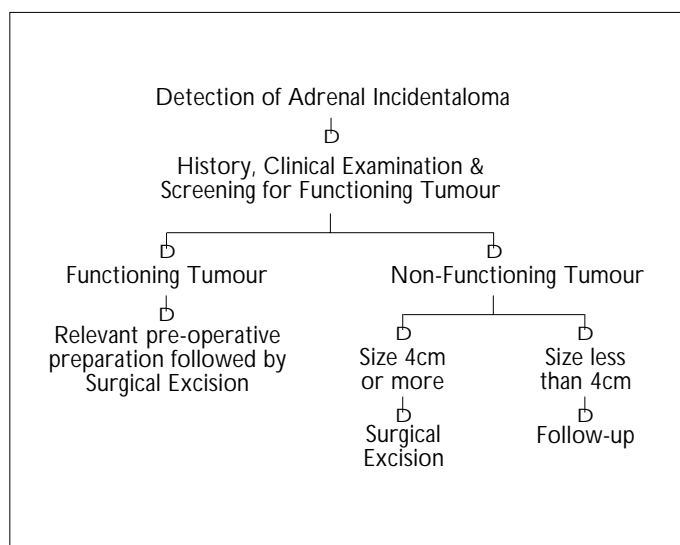 Detection of Adrenal Incidentaloma
D
History, Clinical Examination &
Screening for Functioning Tumour
D
D
Functioning Tumour
Non-Functioning Tumour
D
Relevant pre-operative
preparation followed by
Surgical Excision
D
D
Size 4cm
or more
Size less
than 4cm
D
D
Surgical
Excision
Follow-up